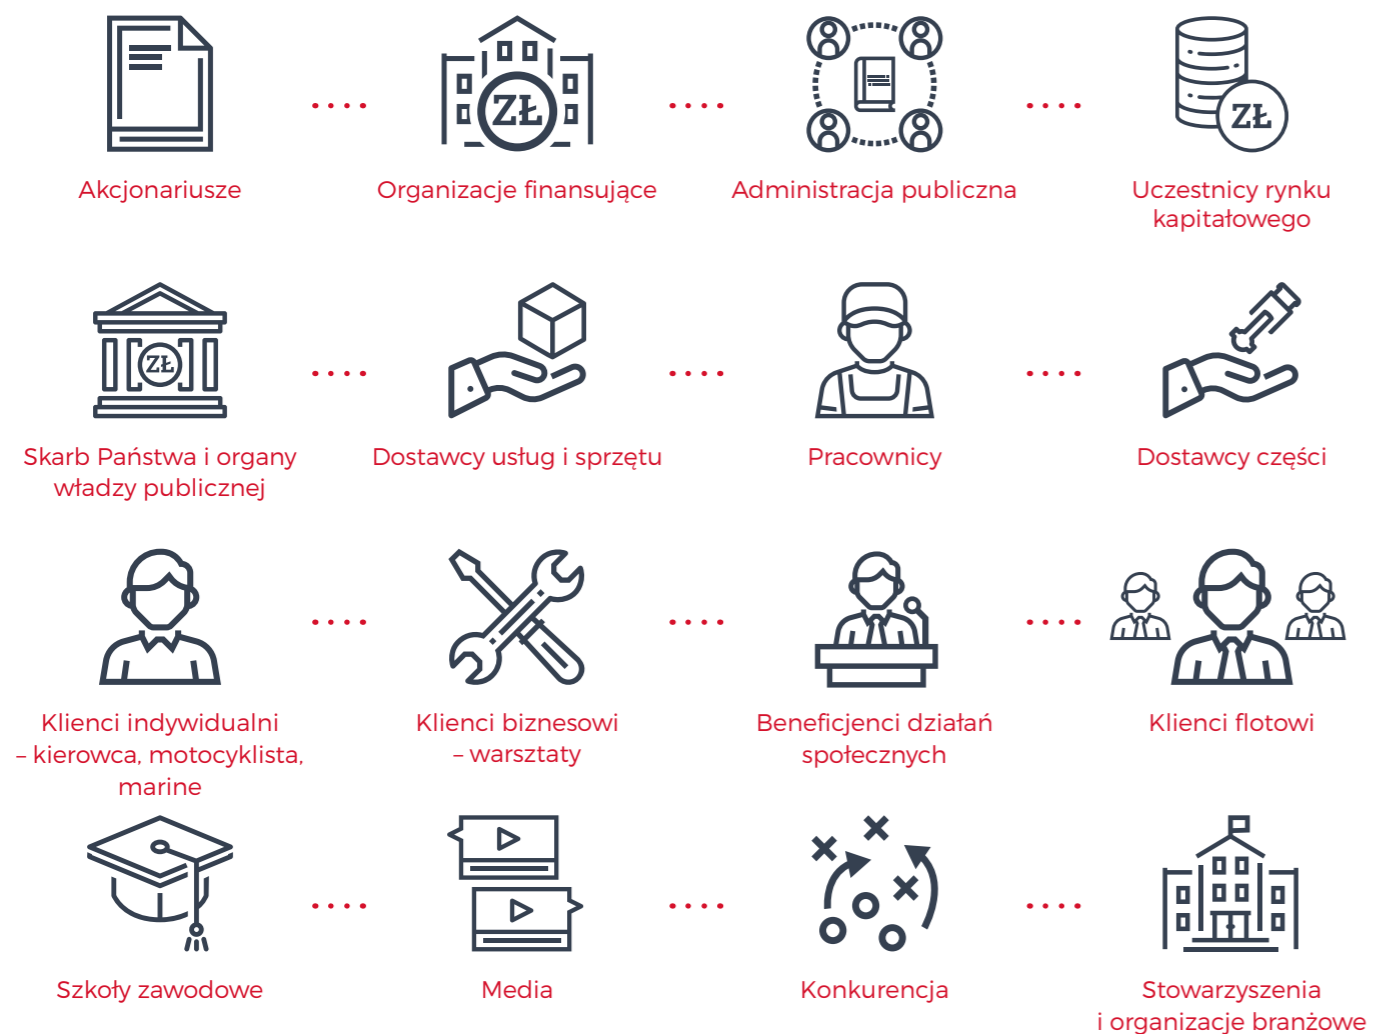 ZŁ
ZŁ
Akcjonariusze
Organizacje finansujące
Administracja publiczna
Uczestnicy rynku
kapitałowego
ZŁ
Skarb Państwa i organy
władzy publicznej
Dostawcy usług i sprzętu
Pracownicy
Dostawcy części
Klienci indywidualni
– kierowca, motocyklista,
marine
Klienci biznesowi
– warsztaty
Beneficjenci działań
społecznych
Klienci flotowi
Szkoły zawodowe
Media
Konkurencja
Stowarzyszenia
i organizacje branżowe